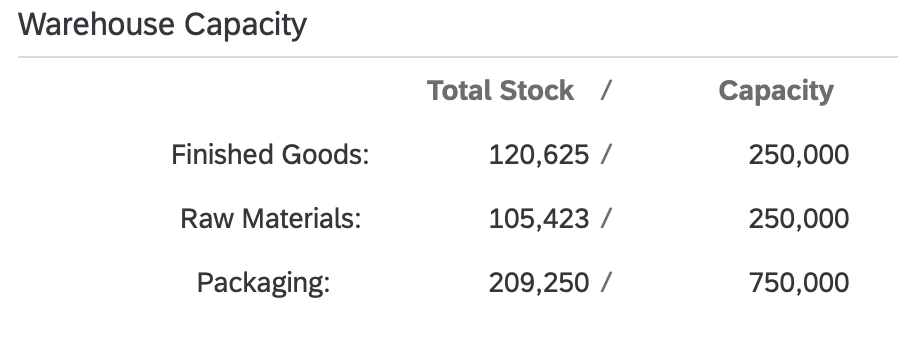 Warehouse Capacity
Total Stock / Capacity
Finished Goods: 120,625 / 250,000
Raw Materials: 105,423 / 250,000
Packaging: 209,250 / 750,000